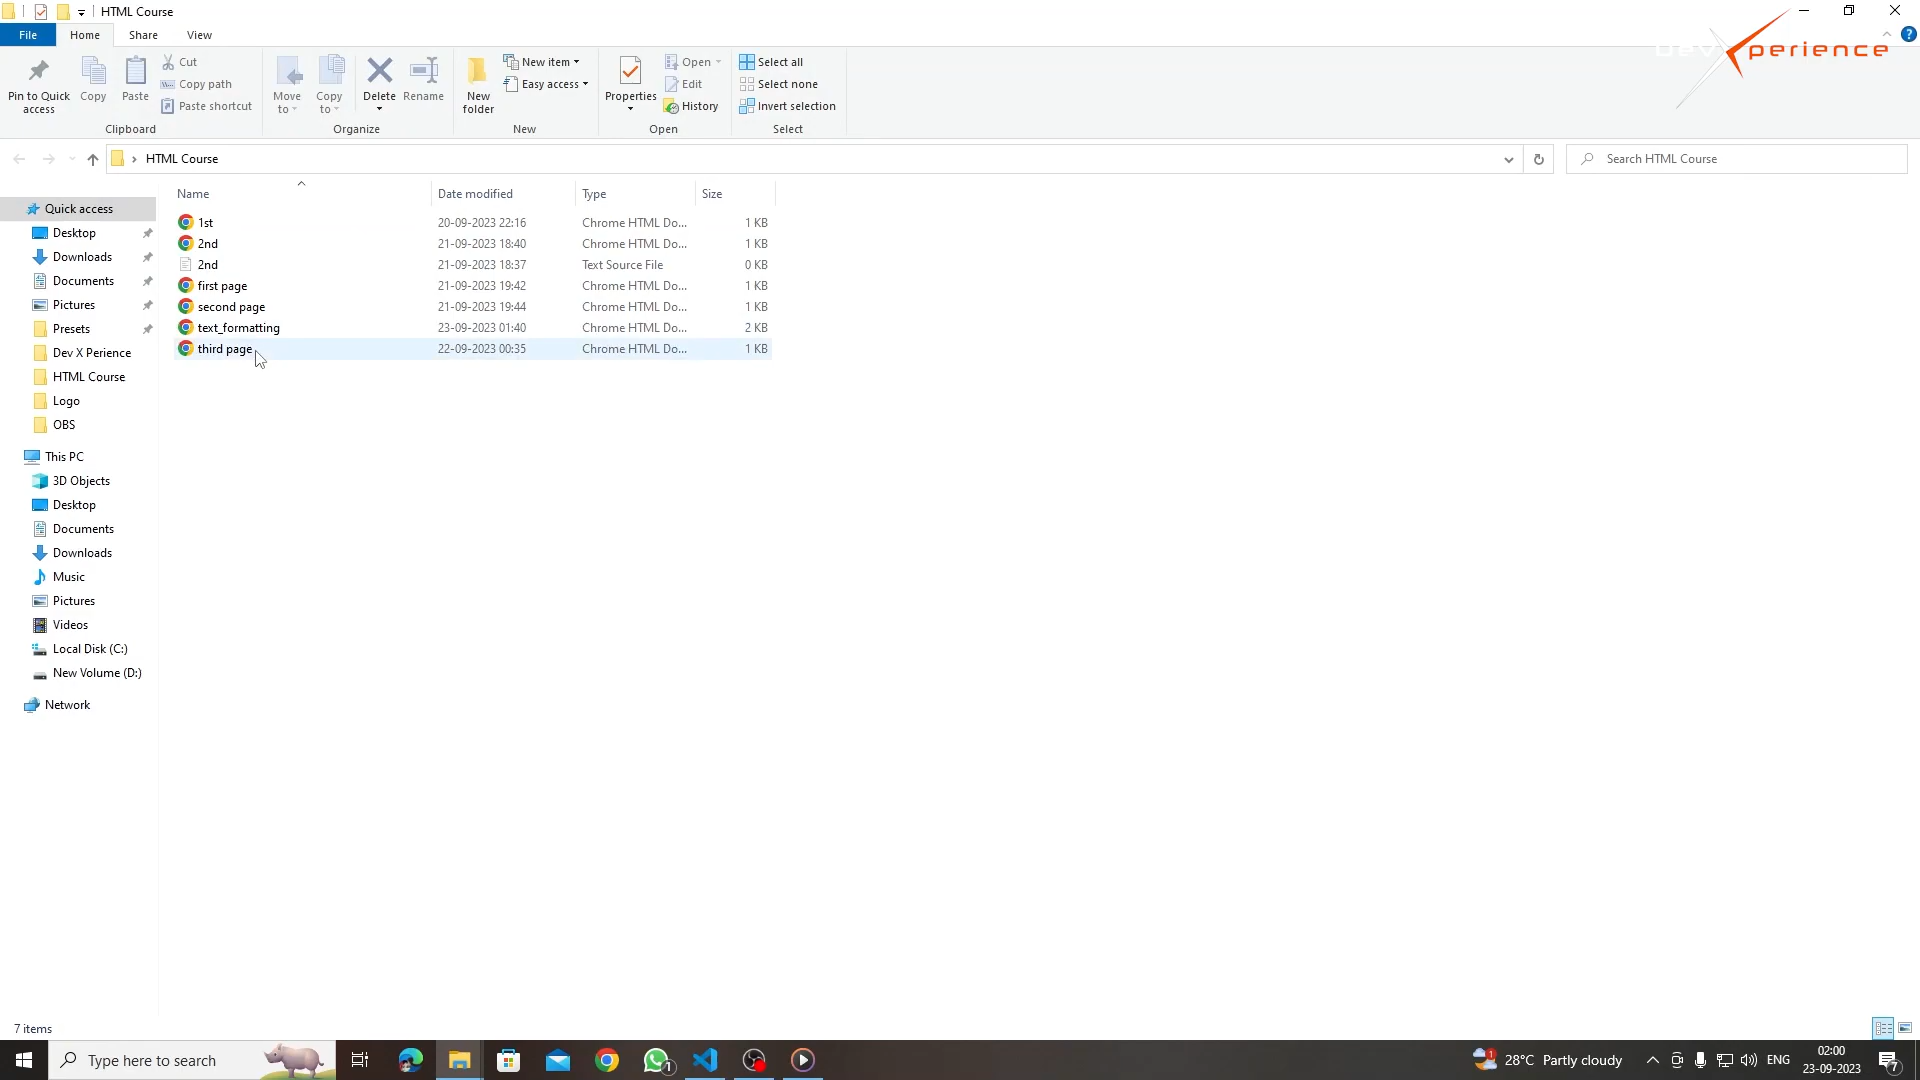 HTML Course
File Home Share View
DevXperience
Pin to Quick access
Copy
Paste
Cut
Copy path
Paste shortcut
Clipboard
Move to
Copy to
Delete
Rename
Organize
New folder
New item
Easy access
New
Properties
Open
Edit
History
Open
Select all
Select none
Invert selection
Select
HTML Course
Search HTML Course
Name Date modified Type Size
1st 20-09-2023 22:16 Chrome HTML Do... 1 KB
2nd 21-09-2023 18:40 Chrome HTML Do... 1 KB
2nd 21-09-2023 18:37 Text Source File 0 KB
first page 21-09-2023 19:42 Chrome HTML Do... 1 KB
second page 21-09-2023 19:44 Chrome HTML Do... 1 KB
text_formatting 23-09-2023 01:40 Chrome HTML Do... 2 KB
third page 22-09-2023 00:35 Chrome HTML Do... 1 KB
Quick access
Desktop
Downloads
Documents
Pictures
Presets
Dev X Perience
HTML Course
Logo
OBS
This PC
3D Objects
Desktop
Documents
Downloads
Music
Pictures
Videos
Local Disk (C:)
New Volume (D:)
Network
7 items
Type here to search
1
1
28°C Partly cloudy
ENG
02:00
23-09-2023
7